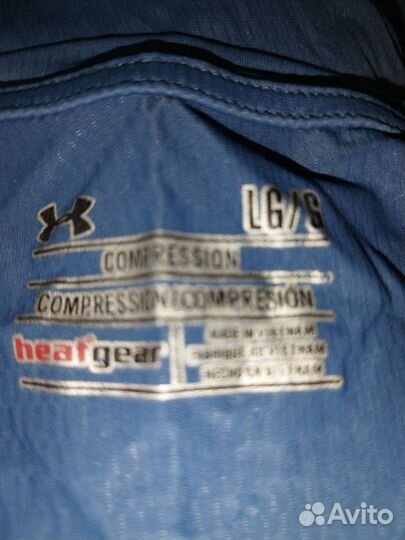 LG/G
COMPRESSION
COMPRESSION/COMPRESIÓN
heatgear
MADE IN VIETNAM
FABRIQUÉ AU VIETNAM
HECHO EN VIETNAM
Avito